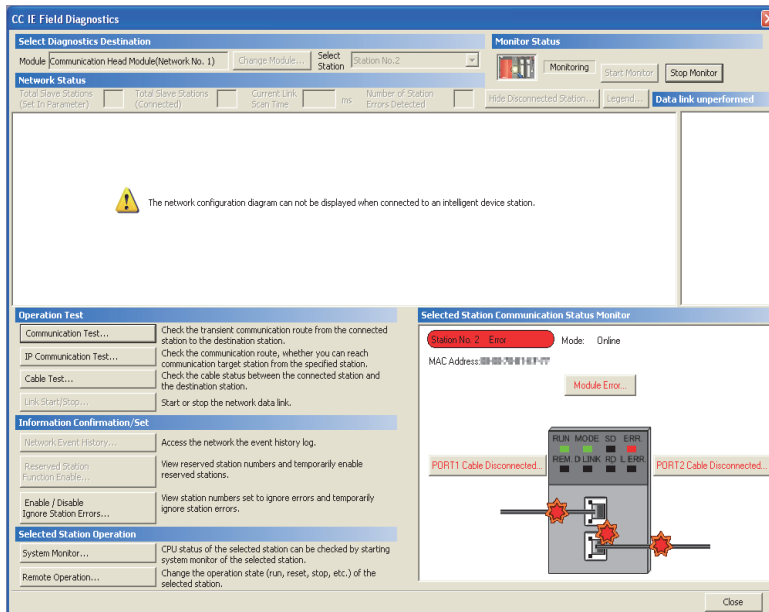 CC IE Field Diagnostics
Select Diagnostics Destination
Module Communication Head Module(Network No. 1) Change Module... Select Station Station No.2
Monitor Status
Monitoring Start Monitor Stop Monitor
Network Status
Total Slave Stations (Set In Parameter)
Total Slave Stations (Connected)
Current Link Scan Time ms
Number of Station Errors Detected
Hide Disconnected Station... Legend... Data link unperformed
The network configuration diagram can not be displayed when connected to an intelligent device station.
Operation Test
Communication Test... Check the transient communication route from the connected station to the destination station.
IP Communication Test... Check the communication route, whether you can reach communication target station from the specified station.
Cable Test... Check the cable status between the connected station and the destination station.
Link Start/Stop... Start or stop the network data link.
Information Confirmation/Set
Network Event History... Access the network the event history log.
Reserved Station Function Enable... View reserved station numbers and temporarily enable reserved stations.
Enable / Disable Ignore Station Errors... View station numbers set to ignore errors and temporarily ignore station errors.
Selected Station Operation
System Monitor... CPU status of the selected station can be checked by starting system monitor of the selected station.
Remote Operation... Change the operation state (run, reset, stop, etc.) of the selected station.
Selected Station Communication Status Monitor
Station No. 2 Error Mode: Online
MAC Address:
Module Error...
RUN MODE SD ERR.
REM. D LINK RD L ERR.
PORT1 Cable Disconnected...
PORT2 Cable Disconnected...
Close